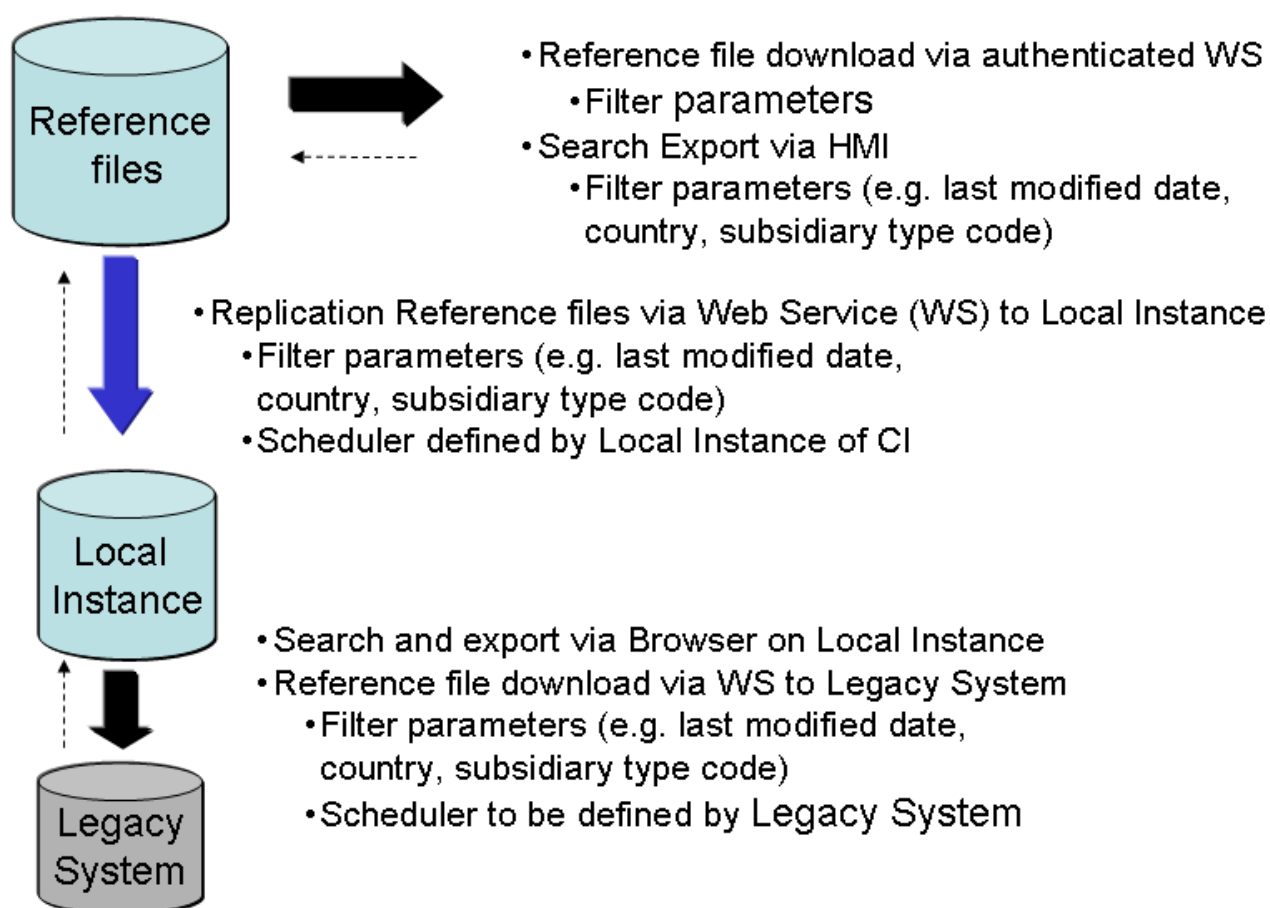 Reference
files
• Reference file download via authenticated WS
• Filter parameters
• Search Export via HMI
• Filter parameters (e.g. last modified date,
country, subsidiary type code)
• Replication Reference files via Web Service (WS) to Local Instance
• Filter parameters (e.g. last modified date,
country, subsidiary type code)
• Scheduler defined by Local Instance of CI
Local
Instance
• Search and export via Browser on Local Instance
• Reference file download via WS to Legacy System
• Filter parameters (e.g. last modified date,
country, subsidiary type code)
• Scheduler to be defined by Legacy System
Legacy
System